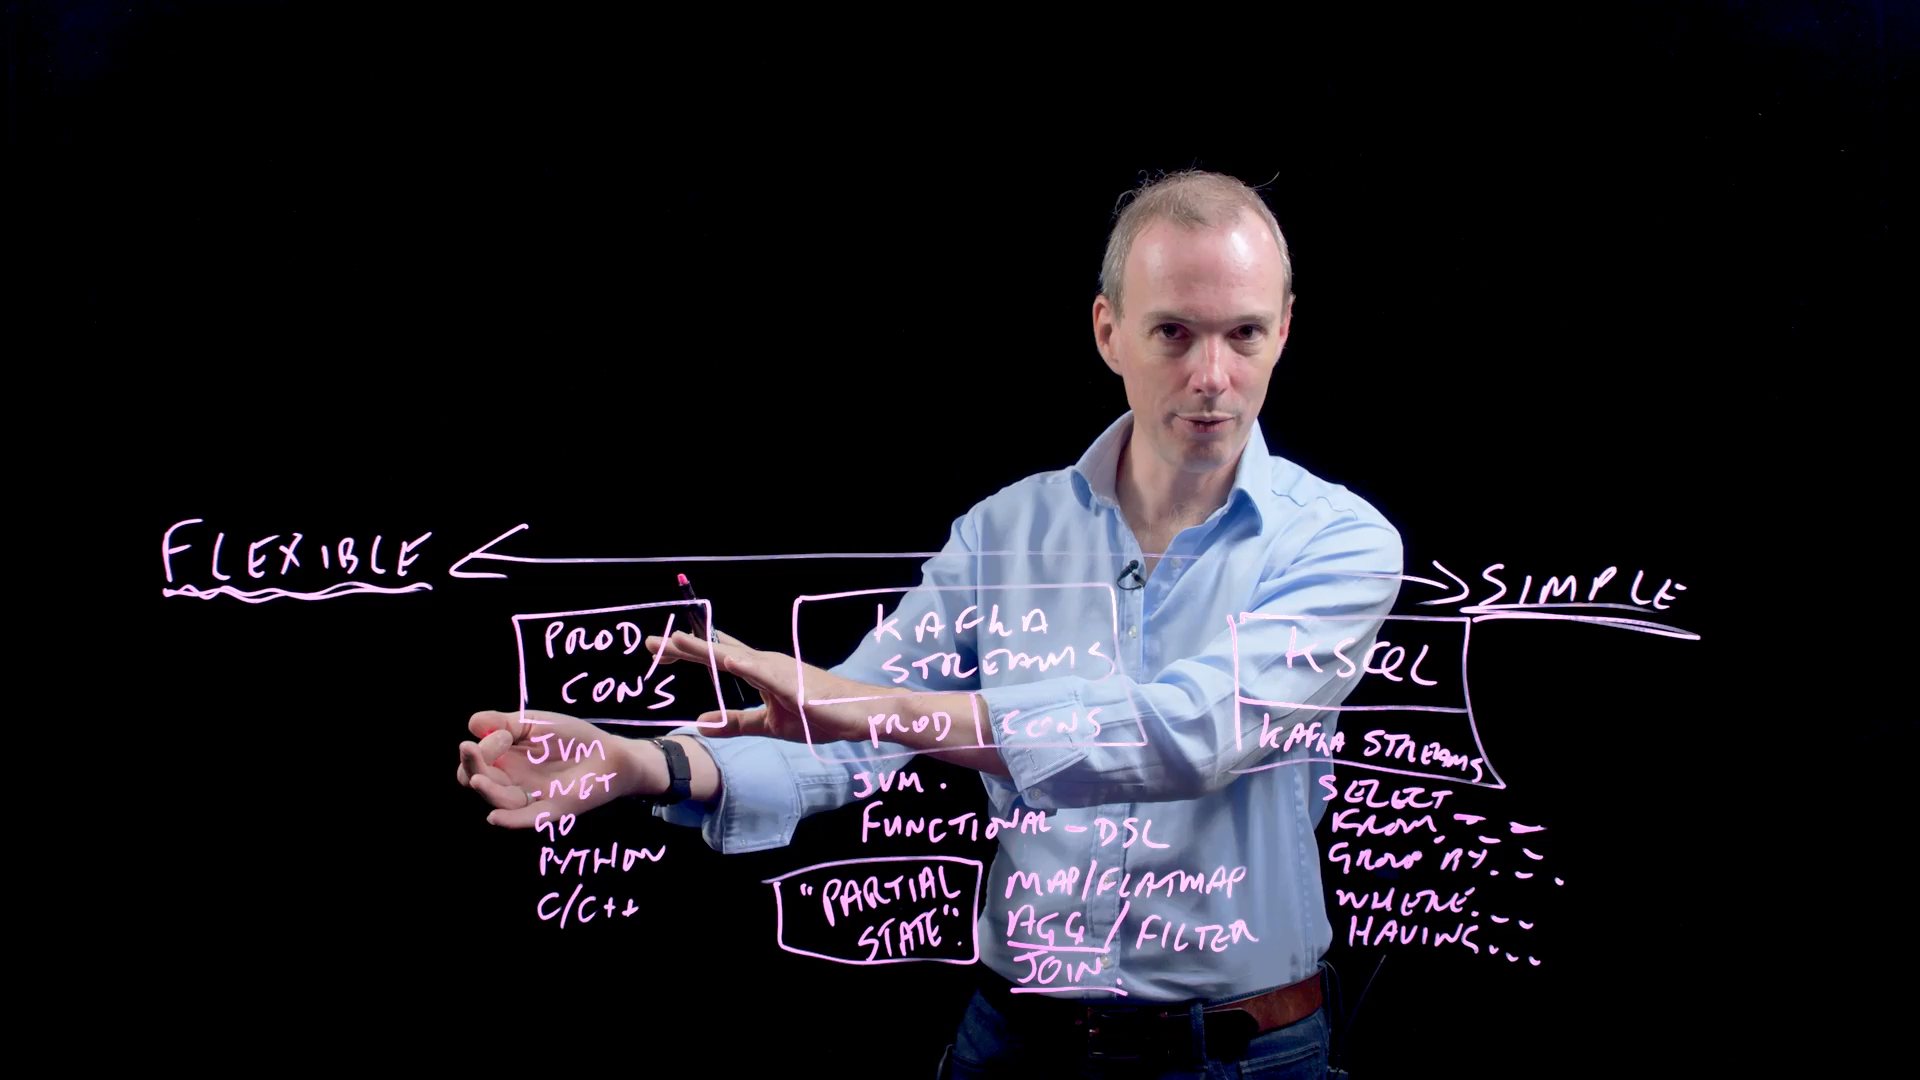 FLEXIBLE
SIMPLE
PROD/
CONS
JVM
.NET
GO
PYTHON
C/C++
KAFKA
STREAMS
PROD
CONS
JVM.
FUNCTIONAL - DSL
"PARTIAL
STATE".
MAP/FLATMAP
AGG/FILTER
JOIN.
KSQL
KAFKA STREAMS
SELECT
FROM...
GROUP BY...
WHERE...
HAVING...